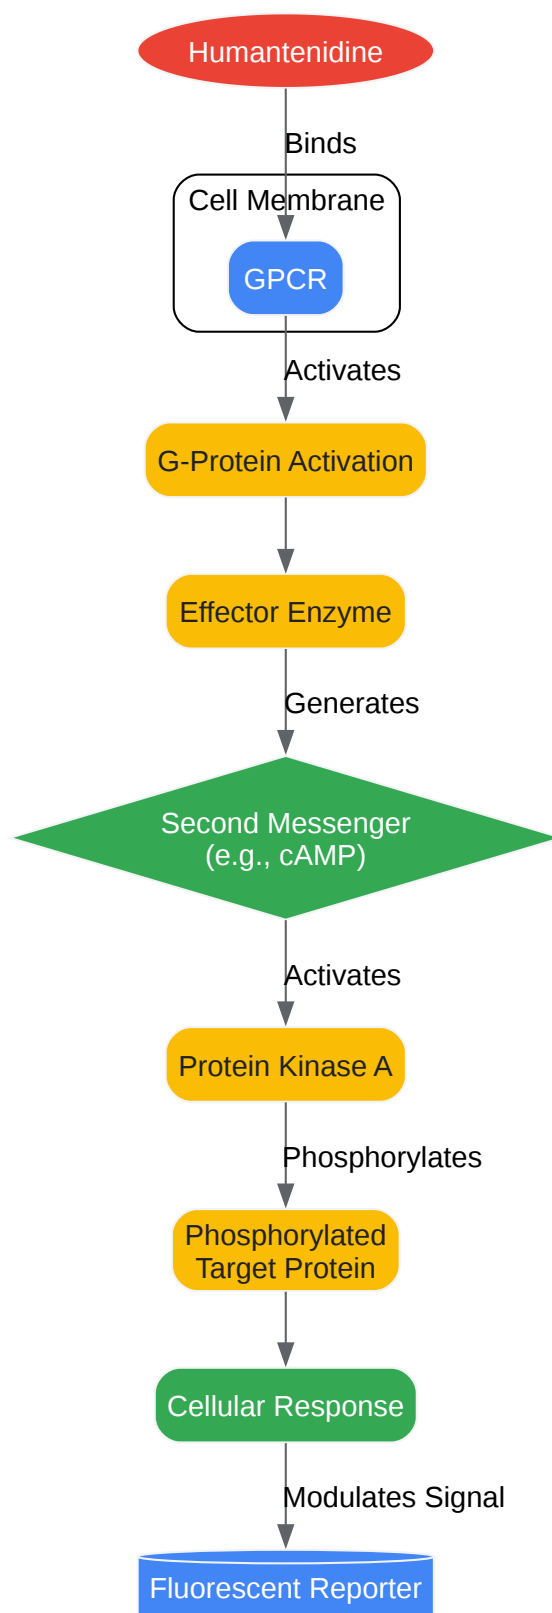 Humantenidine
Binds
Cell Membrane
GPCR
Activates
G-Protein Activation
Effector Enzyme
Generates
Second Messenger
(e.g., cAMP)
Activates
Protein Kinase A
Phosphorylates
Phosphorylated
Target Protein
Cellular Response
Modulates Signal
Fluorescent Reporter